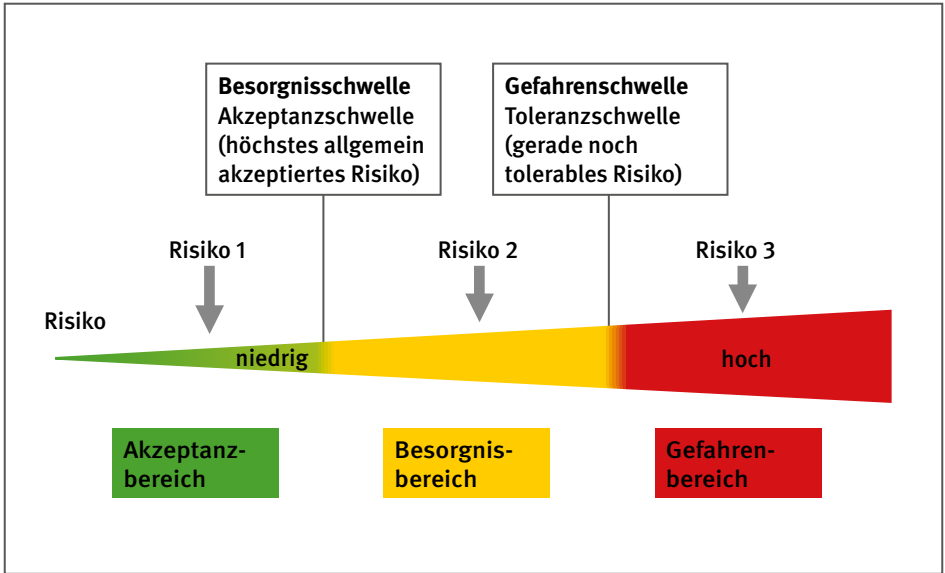 Besorgnisschwelle
Akzeptanzschwelle
(höchstes allgemein
akzeptiertes Risiko)
Gefahrenschwelle
Toleranzschwelle
(gerade noch
tolerables Risiko)
Risiko 1
Risiko 2
Risiko 3
Risiko
niedrig
hoch
Akzeptanz-
bereich
Besorgnis-
bereich
Gefahren-
bereich